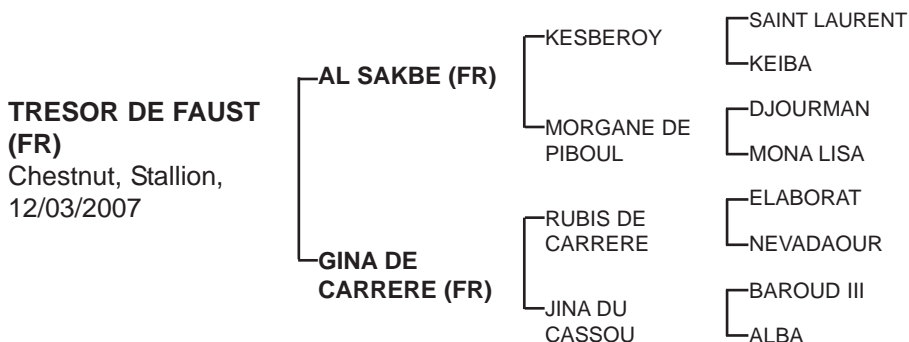 TRESOR DE FAUST
(FR)
Chestnut, Stallion,
12/03/2007
AL SAKBE (FR)
GINA DE
CARRERE (FR)
KESBEROY
MORGANE DE
PIBOUL
RUBIS DE
CARRERE
JINA DU
CASSOU
SAINT LAURENT
KEIBA
DJOURMAN
MONA LISA
ELABORAT
NEVADAOUR
BAROUD III
ALBA